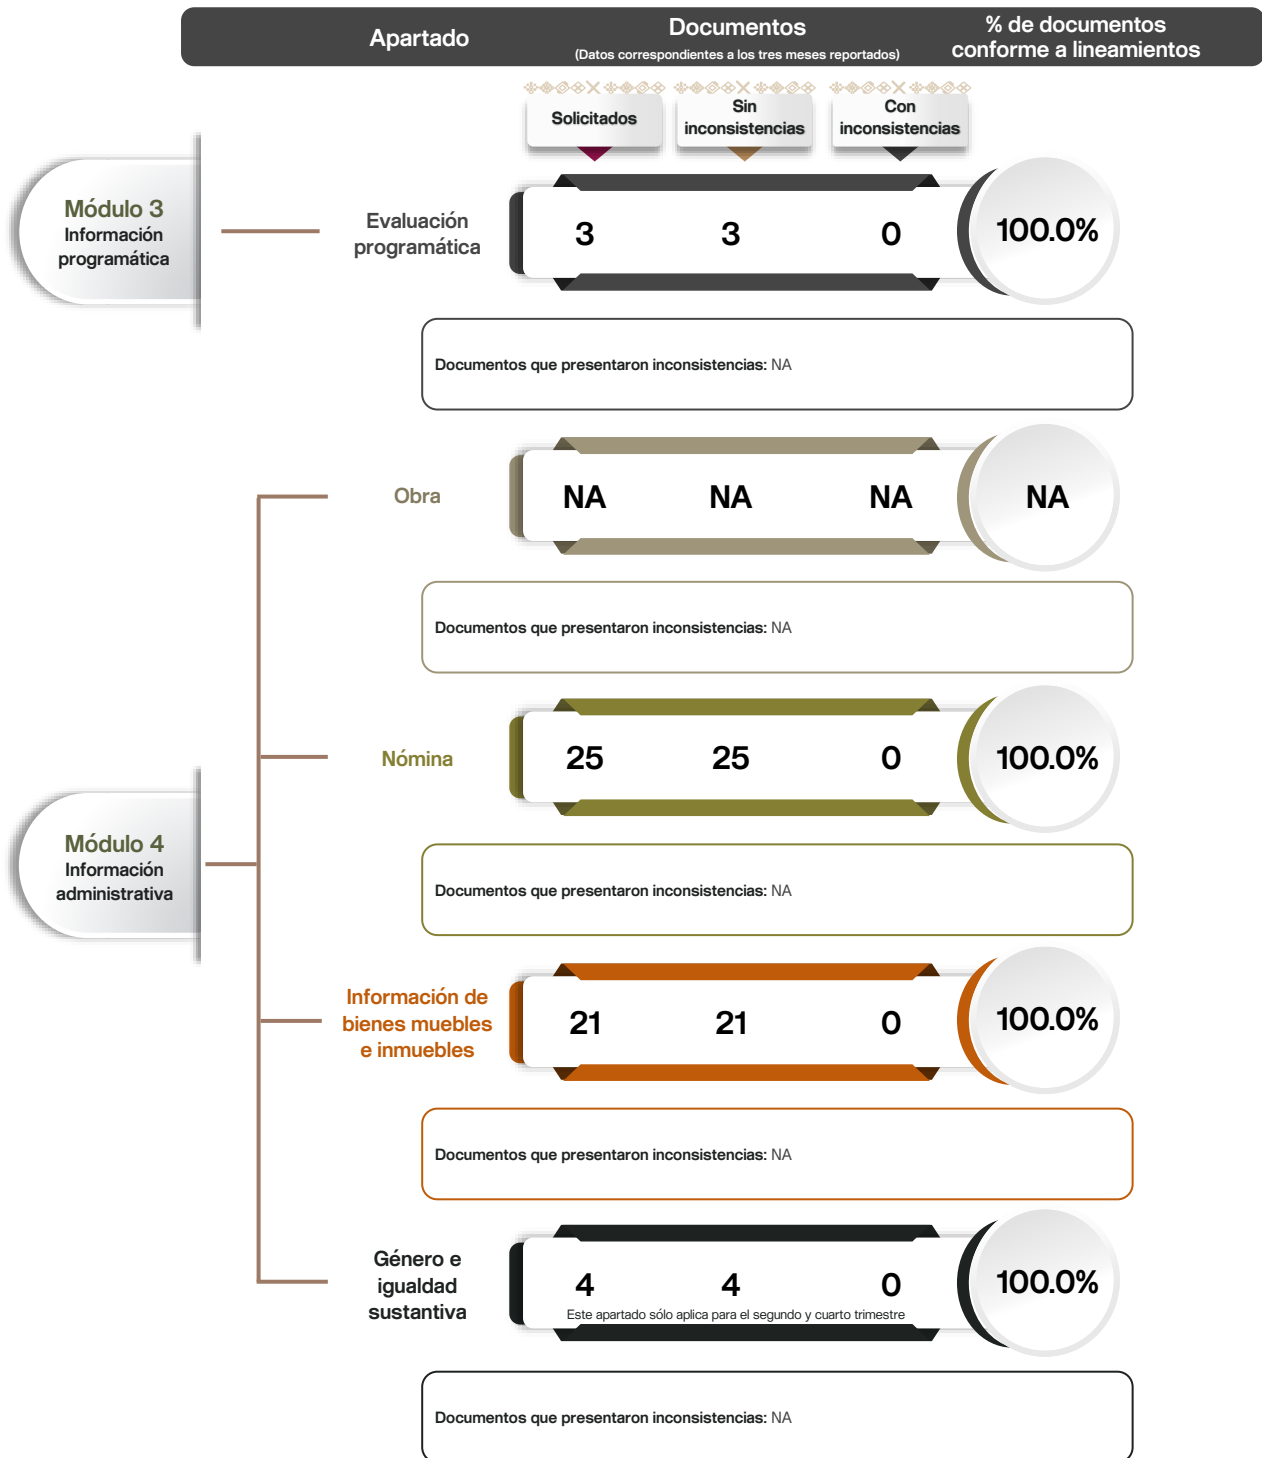 Apartado
Documentos
(Datos correspondientes a los tres meses reportados)
% de documentos
conforme a lineamientos
Solicitados
Sin
inconsistencias
Con
inconsistencias
Módulo 3
Información
programática
Evaluación
programática
3 3 0 100.0%
Documentos que presentaron inconsistencias: NA
Obra
NA NA NA NA
Documentos que presentaron inconsistencias: NA
Nómina
25 25 0 100.0%
Documentos que presentaron inconsistencias: NA
Módulo 4
Información
administrativa
Información de
bienes muebles
e inmuebles
21 21 0 100.0%
Documentos que presentaron inconsistencias: NA
Género e
igualdad
sustantiva
4 4 0 100.0%
Este apartado sólo aplica para el segundo y cuarto trimestre
Documentos que presentaron inconsistencias: NA